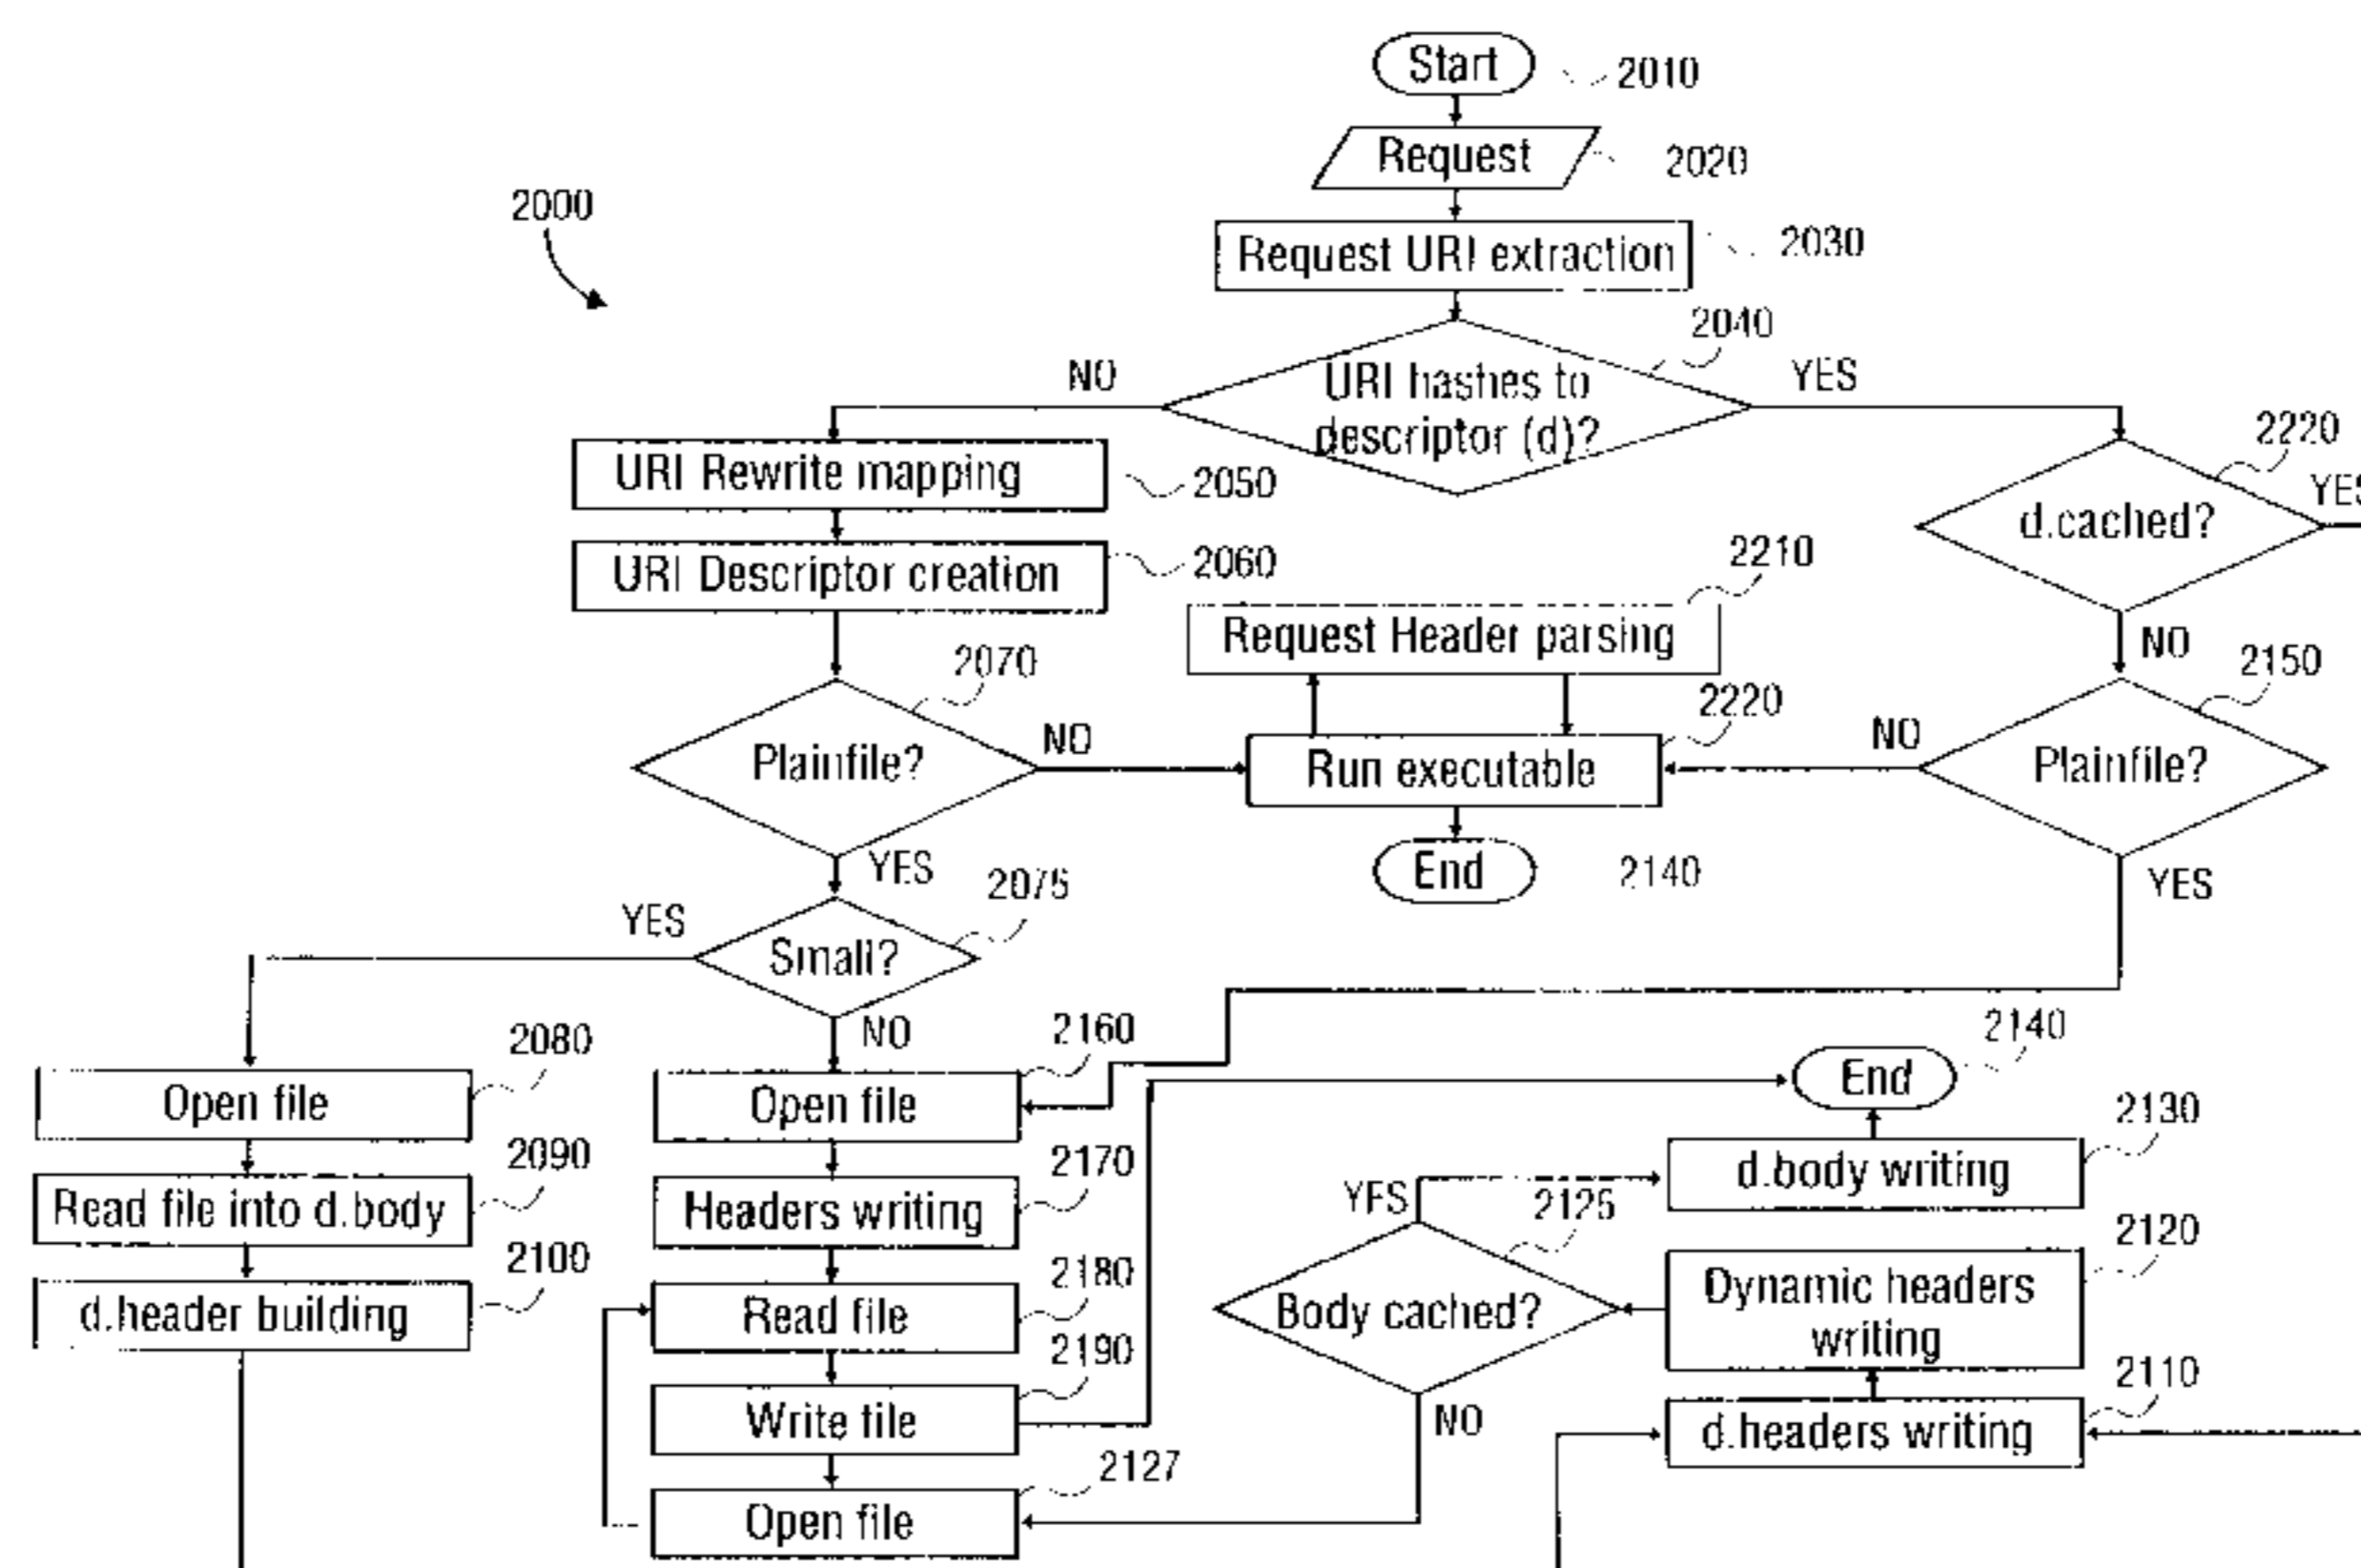 Start
2010
Request
2020
2000
Request URI extraction
2030
2040
NO
URI hashes to
descriptor (d)?
YES
2220
URI Rewrite mapping
2050
YES
d.cached?
URI Descriptor creation
2060
2210
Request Header parsing
NO
2070
2150
2220
Plainfile?
NO
Run executable
NO
Plainfile?
YES
End
2140
YES
2075
YES
Small?
NO
2160
2140
2080
Open file
Open file
End
2130
2090
2170
d.body writing
Read file into d.body
Headers writing
YES
2125
2120
2100
2180
Dynamic headers
writing
d.header building
Read file
Body cached?
2190
2110
Write file
NO
d.headers writing
2127
Open file